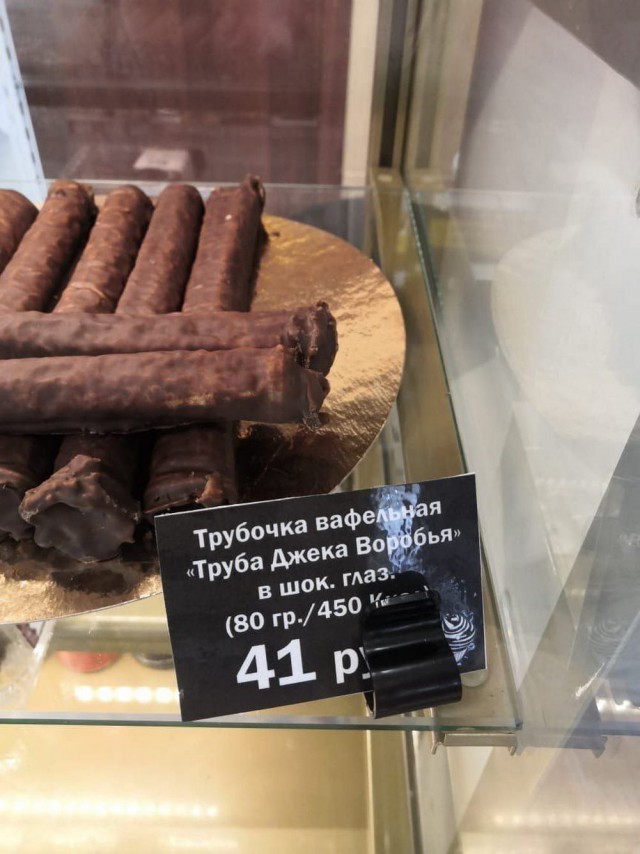 Трубочка вафельная
«Труба Джека Воробья»
в шок. глаз.
(80 гр./450
41